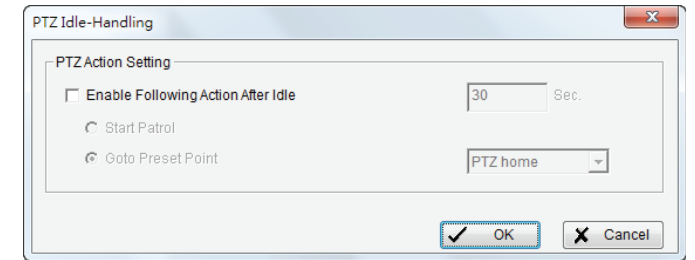 PTZ Idle-Handling
PTZ Action Setting
Enable Following Action After Idle 30 Sec.
Start Patrol
Goto Preset Point PTZ home
OK Cancel